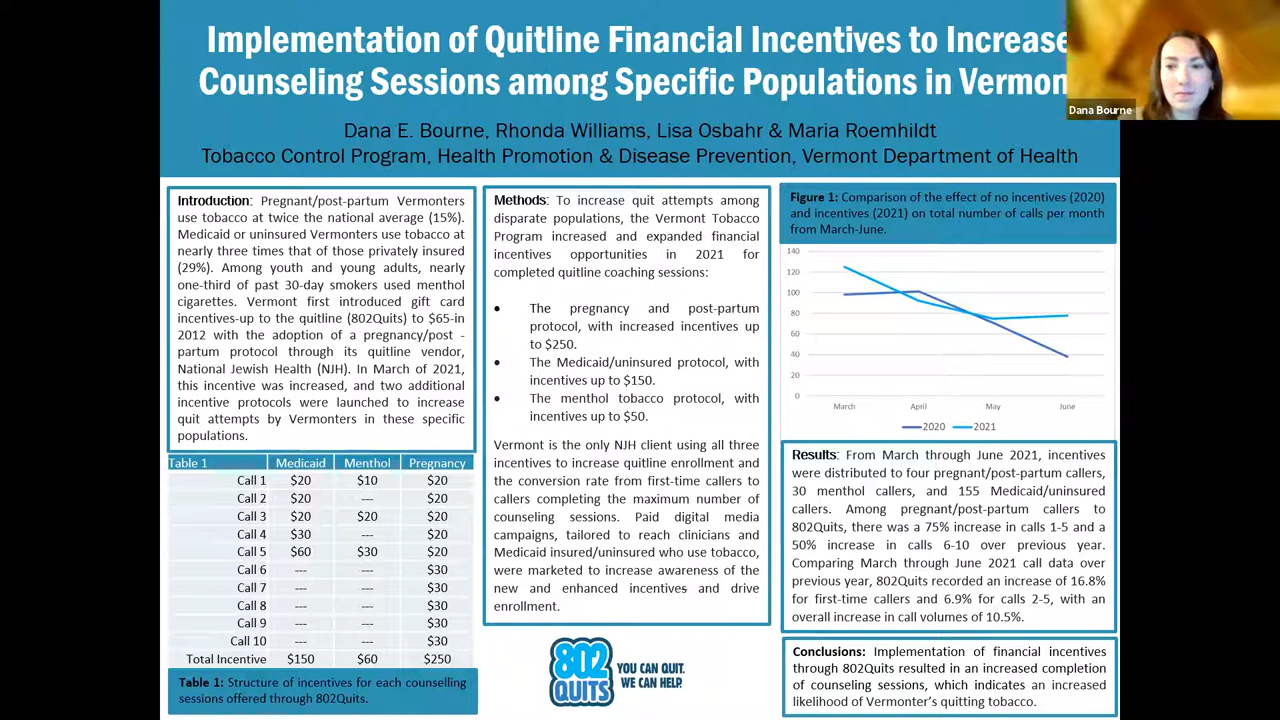 Implementation of Quitline Financial Incentives to Increase
Counseling Sessions among Specific Populations in Vermon
Dana Bourne
Dana E. Bourne, Rhonda Williams, Lisa Osbahr & Maria Roemhildt
Tobacco Control Program, Health Promotion & Disease Prevention, Vermont Department of Health
Introduction: Pregnant/post-partum Vermonters
use tobacco at twice the national average (15%).
Medicaid or uninsured Vermonters use tobacco at
nearly three times that of those privately insured
(29%). Among youth and young adults, nearly
one-third of past 30-day smokers used menthol
cigarettes. Vermont first introduced gift card
incentives-up to the quitline (802Quits) to $65-in
2012 with the adoption of a pregnancy/post -
partum protocol through its quitline vendor,
National Jewish Health (NJH). In March of 2021,
this incentive was increased, and two additional
incentive protocols were launched to increase
quit attempts by Vermonters in these specific
populations.
Table 1 Medicaid Menthol Pregnancy
Call 1 $20 $10 $20
Call 2 $20 --- $20
Call 3 $20 $20 $20
Call 4 $30 --- $20
Call 5 $60 $30 $20
Call 6 --- --- $30
Call 7 --- --- $30
Call 8 --- --- $30
Call 9 --- --- $30
Call 10 --- --- $30
Total Incentive $150 $60 $250
Table 1: Structure of incentives for each counselling
sessions offered through 802Quits.
Methods: To increase quit attempts among
disparate populations, the Vermont Tobacco
Program increased and expanded financial
incentives opportunities in 2021 for
completed quitline coaching sessions:
• The pregnancy and post-partum
protocol, with increased incentives up
to $250.
• The Medicaid/uninsured protocol, with
incentives up to $150.
• The menthol tobacco protocol, with
incentives up to $50.
Vermont is the only NJH client using all three
incentives to increase quitline enrollment and
the conversion rate from first-time callers to
callers completing the maximum number of
counseling sessions. Paid digital media
campaigns, tailored to reach clinicians and
Medicaid insured/uninsured who use tobacco,
were marketed to increase awareness of the
new and enhanced incentives and drive
enrollment.
802
QUITS
YOU CAN QUIT.
WE CAN HELP.
Figure 1: Comparison of the effect of no incentives (2020)
and incentives (2021) on total number of calls per month
from March-June.
140
120
100
80
60
40
20
0
March April May June
2020 2021
Results: From March through June 2021, incentives
were distributed to four pregnant/post-partum callers,
30 menthol callers, and 155 Medicaid/uninsured
callers. Among pregnant/post-partum callers to
802Quits, there was a 75% increase in calls 1-5 and a
50% increase in calls 6-10 over previous year.
Comparing March through June 2021 call data over
previous year, 802Quits recorded an increase of 16.8%
for first-time callers and 6.9% for calls 2-5, with an
overall increase in call volumes of 10.5%.
Conclusions: Implementation of financial incentives
through 802Quits resulted in an increased completion
of counseling sessions, which indicates an increased
likelihood of Vermonter's quitting tobacco.